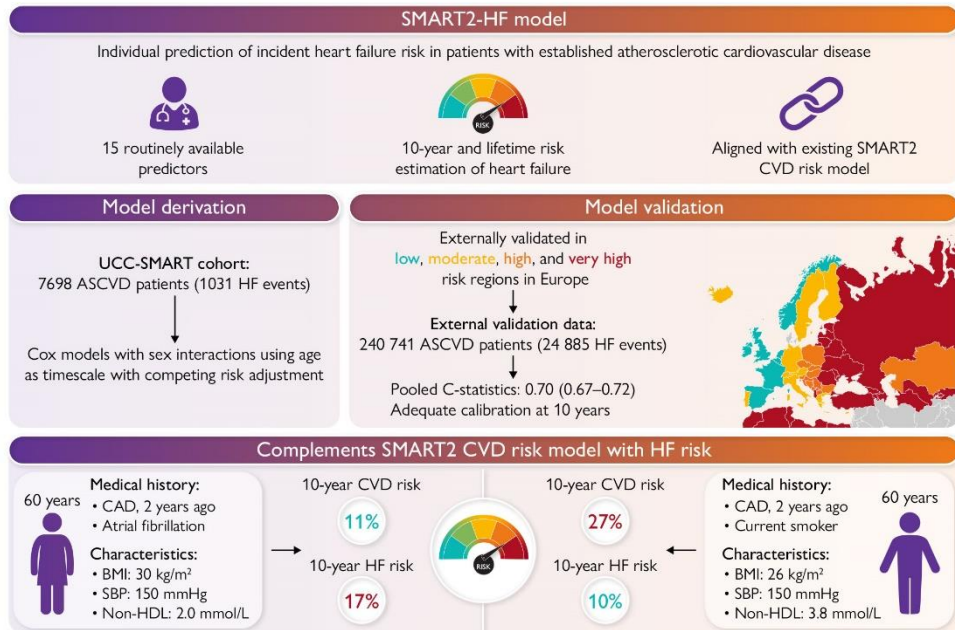 SMART2-HF model
Individual prediction of incident heart failure risk in patients with established atherosclerotic cardiovascular disease
15 routinely available
predictors
RISK
10-year and lifetime risk
estimation of heart failure
Aligned with existing SMART2
CVD risk model
Model derivation
UCC-SMART cohort:
7698 ASCVD patients (1031 HF events)
Cox models with sex interactions using age
as timescale with competing risk adjustment
Model validation
Externally validated in
low, moderate, high, and very high
risk regions in Europe
External validation data:
240 741 ASCVD patients (24 885 HF events)
Pooled C-statistics: 0.70 (0.67–0.72)
Adequate calibration at 10 years
Complements SMART2 CVD risk model with HF risk
60 years
Medical history:
• CAD, 2 years ago
• Atrial fibrillation
Characteristics:
• BMI: 30 kg/m²
• SBP: 150 mmHg
• Non-HDL: 2.0 mmol/L
10-year CVD risk
11%
10-year HF risk
17%
RISK
10-year CVD risk
27%
10-year HF risk
10%
Medical history:
• CAD, 2 years ago
• Current smoker
Characteristics:
• BMI: 26 kg/m²
• SBP: 150 mmHg
• Non-HDL: 3.8 mmol/L
60 years